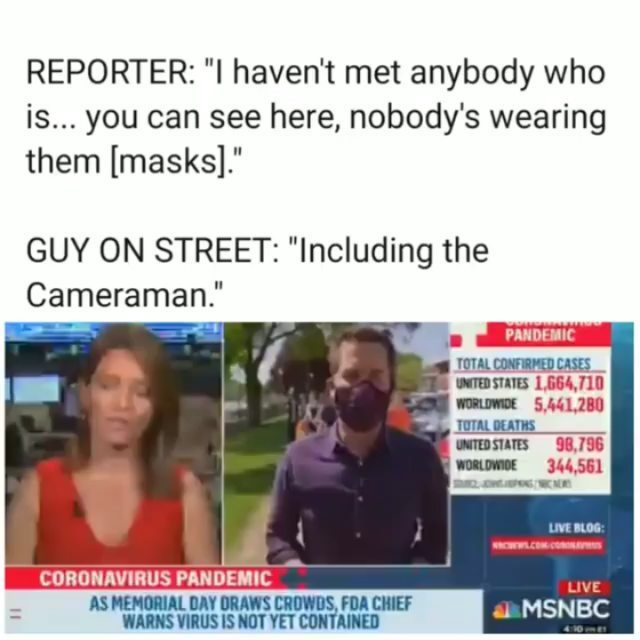 REPORTER: "I haven't met anybody who
is... you can see here, nobody's wearing
them [masks]."
GUY ON STREET: "Including the
Cameraman."
PANDEMIC
TOTAL CONFIRMED CASES
UNITED STATES 1,664,710
WORLDWIDE 5,441,280
TOTAL DEATHS
UNITED STATES 98,796
WORLDWIDE 344,561
LIVE BLOG:
CORONAVIRUS PANDEMIC
AS MEMORIAL DAY DRAWS CROWDS, FDA CHIEF
WARNS VIRUS IS NOT YET CONTAINED
LIVE
MSNBC